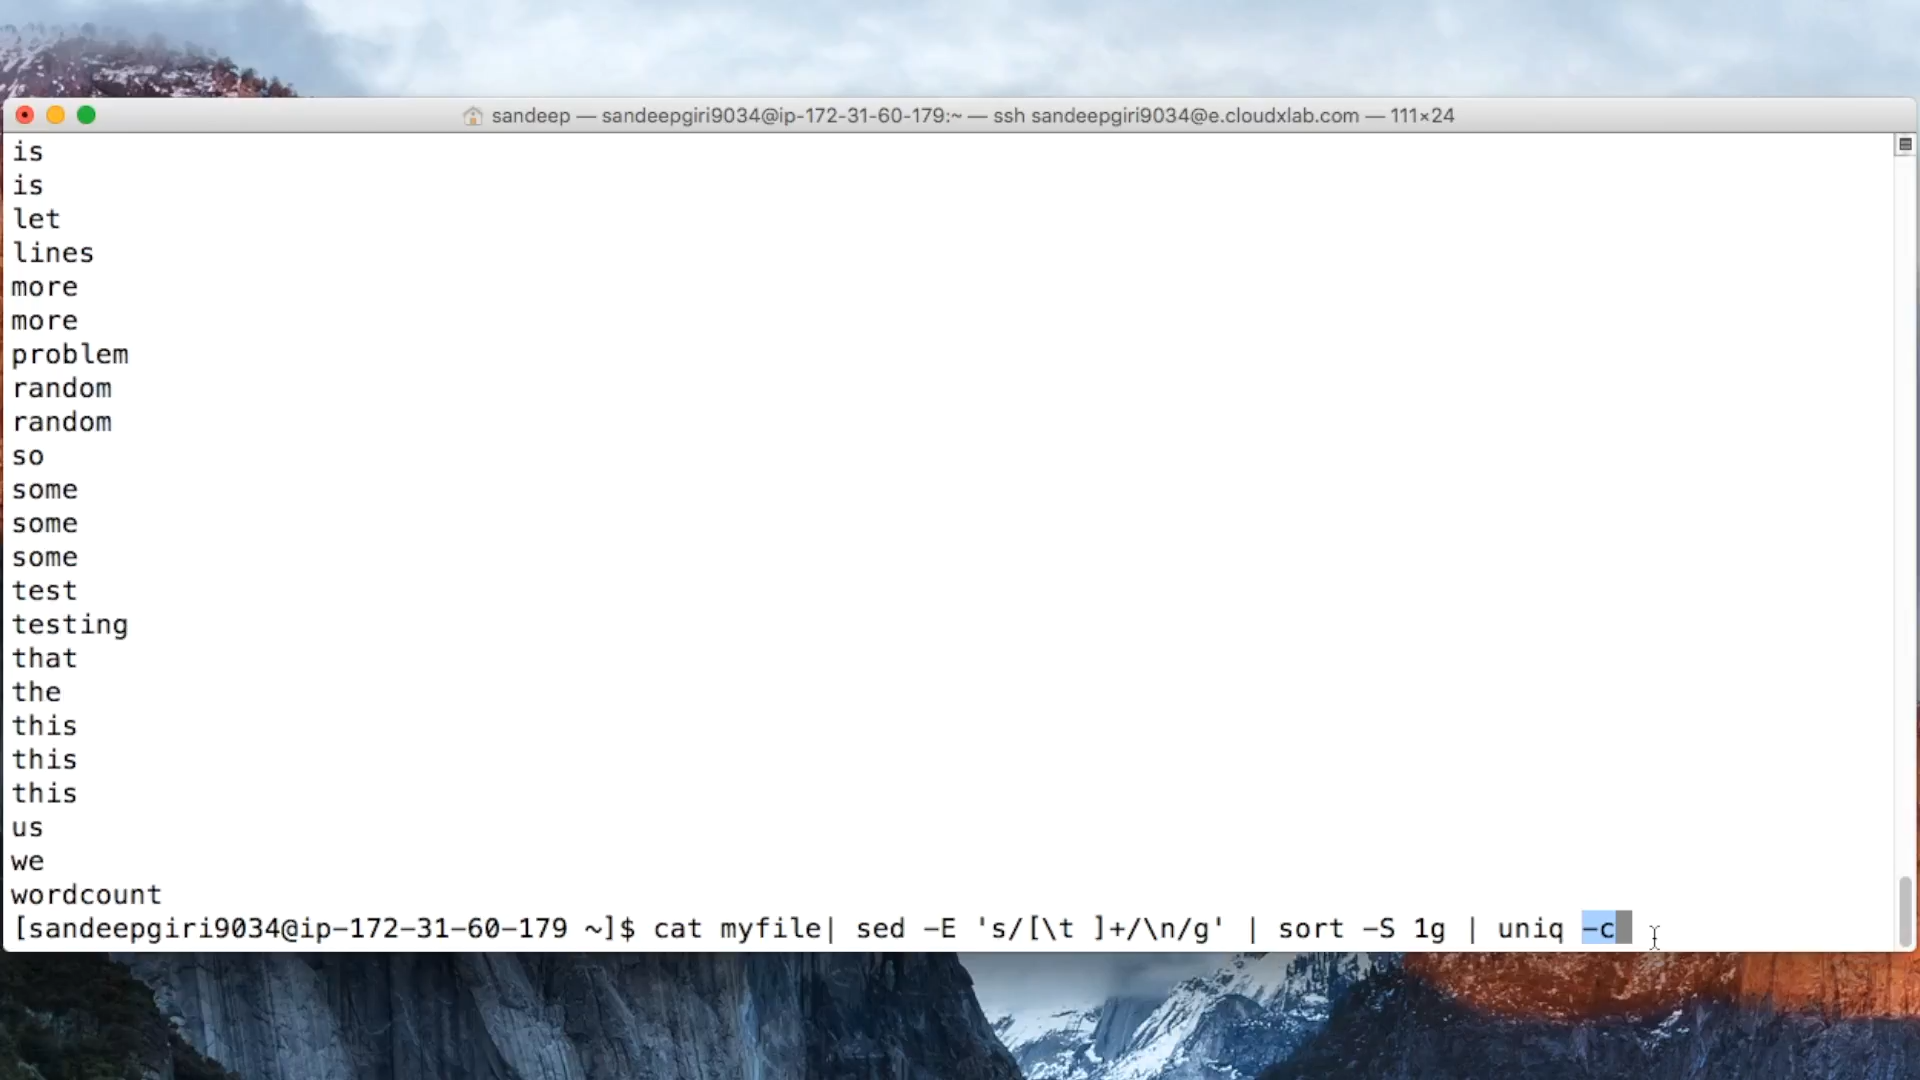 sandeep — sandeepgiri9034@ip-172-31-60-179:~ — ssh sandeepgiri9034@e.cloudxlab.com — 111×24
is
is
let
lines
more
more
problem
random
random
so
some
some
some
test
testing
that
the
this
this
this
us
we
wordcount
[sandeepgiri9034@ip-172-31-60-179 ~]$ cat myfile| sed -E 's/[\t ]+/\n/g' | sort -S 1g | uniq -c